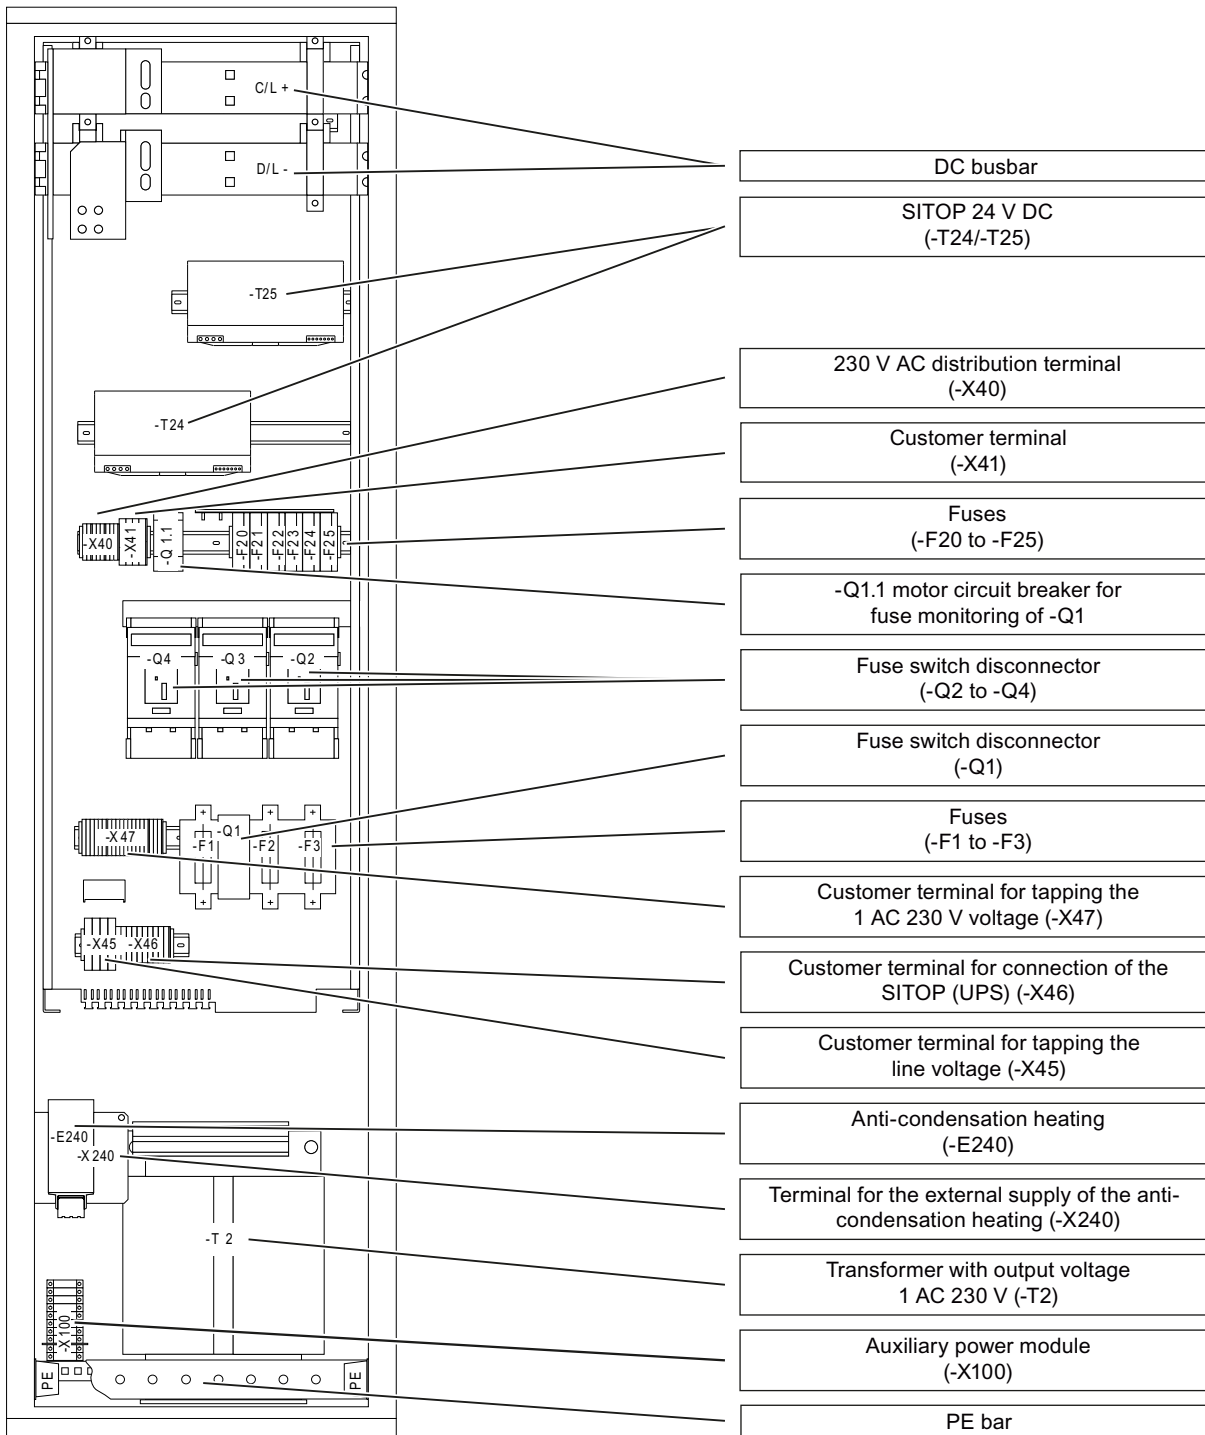 C/L +
D/L -
-T25
-T24
-X40
-X41
-Q 1.1
-F20
-F21
-F22
-F23
-F24
-F25
-Q4
-Q 3
-Q2
-X 47
-F1
-Q1
-F2
-F3
-X45
-X46
-E240
-X 240
-T 2
-X100
PE
PE
DC busbar
SITOP 24 V DC
(-T24/-T25)
230 V AC distribution terminal
(-X40)
Customer terminal
(-X41)
Fuses
(-F20 to -F25)
-Q1.1 motor circuit breaker for
fuse monitoring of -Q1
Fuse switch disconnector
(-Q2 to -Q4)
Fuse switch disconnector
(-Q1)
Fuses
(-F1 to -F3)
Customer terminal for tapping the
1 AC 230 V voltage (-X47)
Customer terminal for connection of the
SITOP (UPS) (-X46)
Customer terminal for tapping the
line voltage (-X45)
Anti-condensation heating
(-E240)
Terminal for the external supply of the anti-
condensation heating (-X240)
Transformer with output voltage
1 AC 230 V (-T2)
Auxiliary power module
(-X100)
PE bar